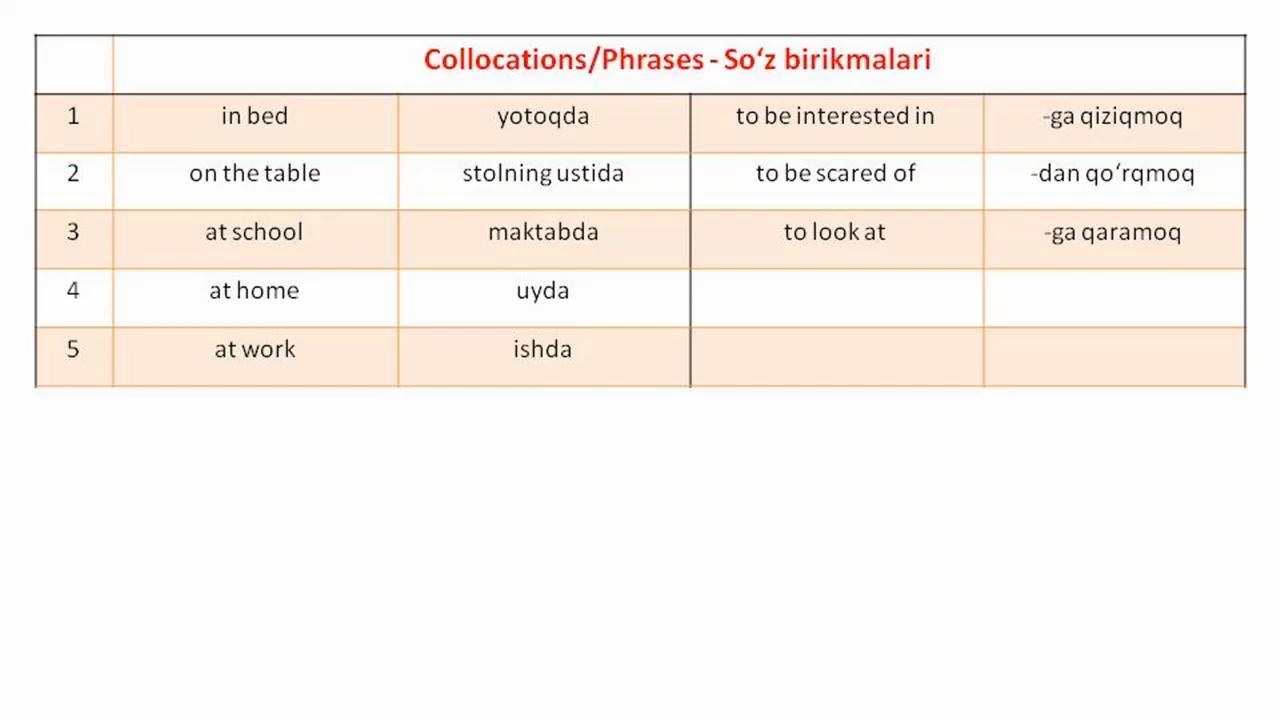 Collocations/Phrases - So‘z birikmalari
1 in bed yotoqda to be interested in -ga qiziqmoq
2 on the table stolning ustida to be scared of -dan qo‘rqmoq
3 at school maktabda to look at -ga qaramoq
4 at home uyda
5 at work ishda